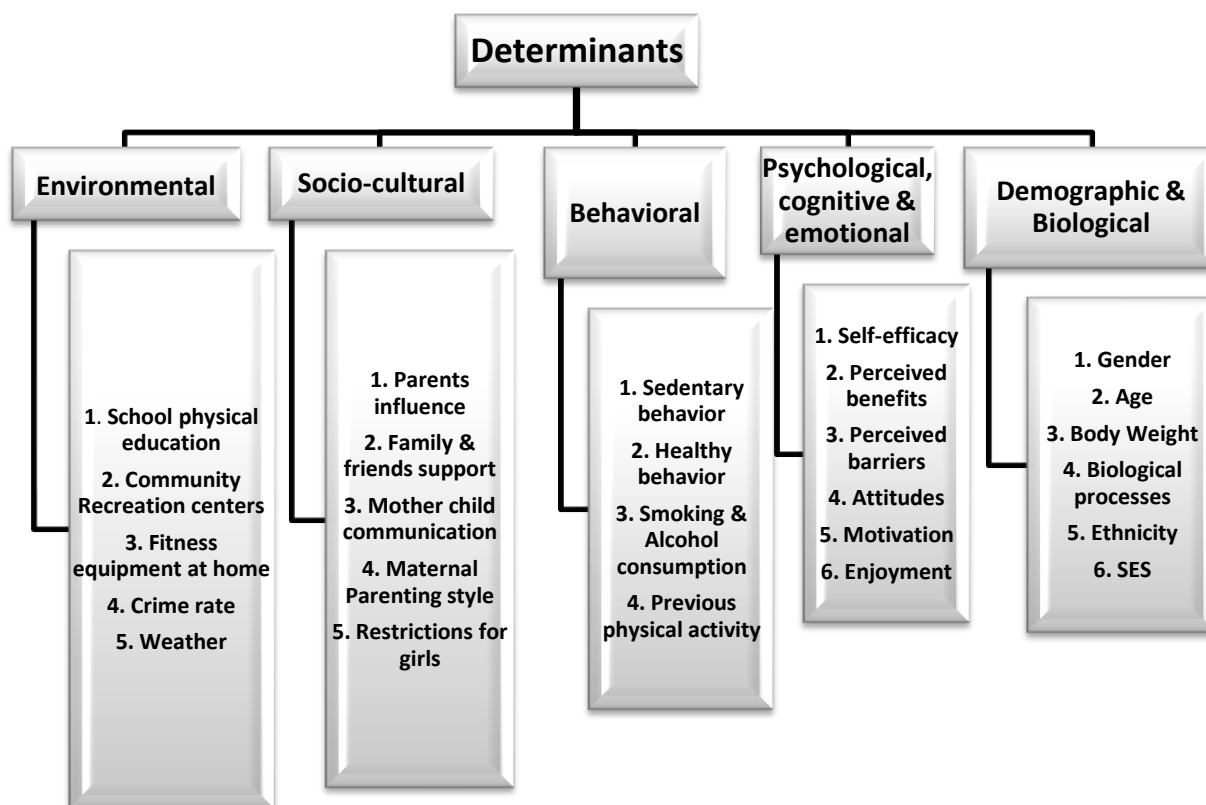 Determinants
Environmental
1. School physical
education
2. Community
Recreation centers
3. Fitness
equipment at home
4. Crime rate
5. Weather
Socio-cultural
1. Parents
influence
2. Family &
friends support
3. Mother child
communication
4. Maternal
Parenting style
5. Restrictions for
girls
Behavioral
1. Sedentary
behavior
2. Healthy
behavior
3. Smoking &
Alcohol
consumption
4. Previous
physical activity
Psychological,
cognitive &
emotional
1. Self-efficacy
2. Perceived
benefits
3. Perceived
barriers
4. Attitudes
5. Motivation
6. Enjoyment
Demographic &
Biological
1. Gender
2. Age
3. Body Weight
4. Biological
processes
5. Ethnicity
6. SES